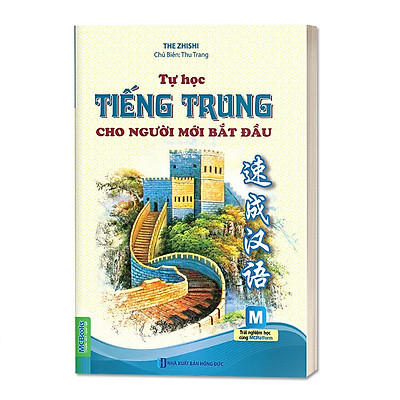 THE ZHISHI
Chủ Biên: Thu Trang
Tự học
TIẾNG TRUNG
CHO NGƯỜI MỚI BẮT ĐẦU
速成汉语
M
Trải nghiệm học
cùng MCPlatform
MCBooks
NHÀ XUẤT BẢN HỒNG ĐỨC